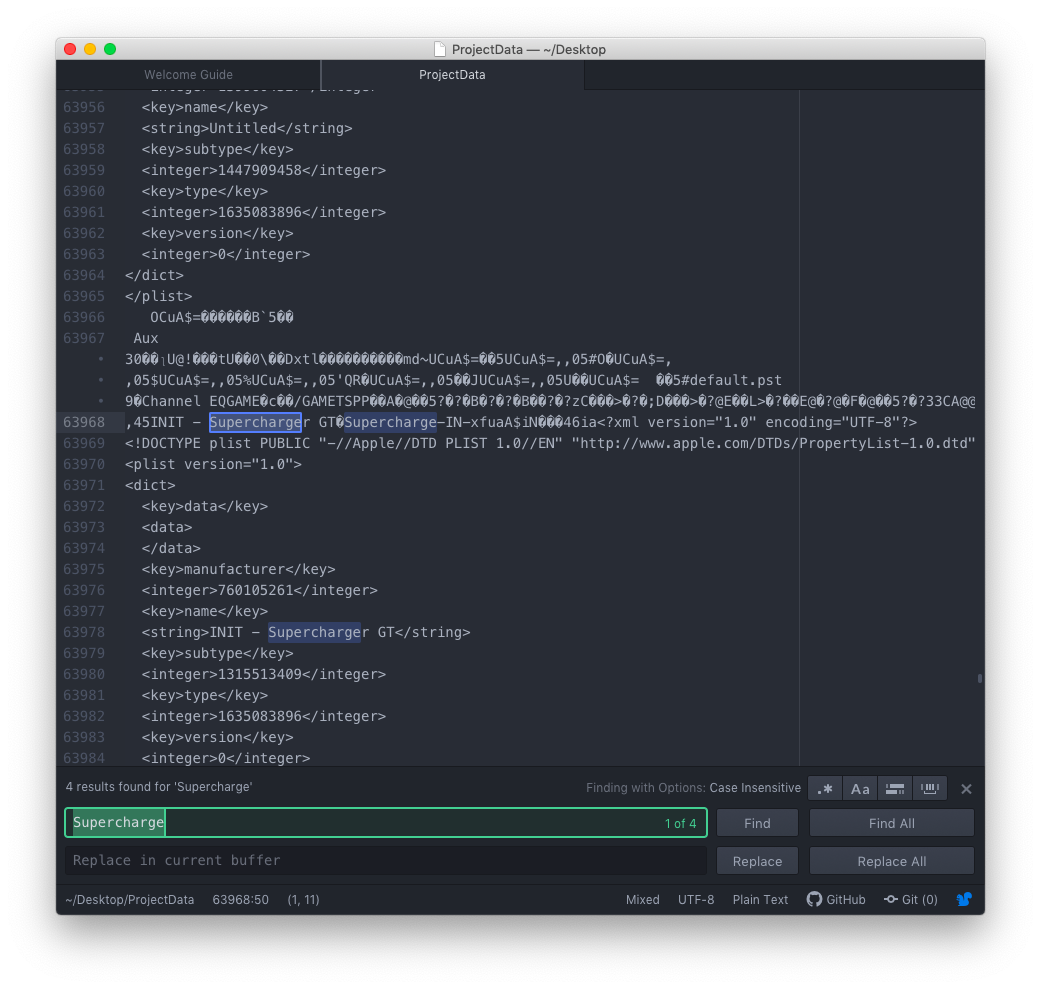 ProjectData — ~/Desktop
Welcome Guide
ProjectData
63956 <key>name</key>
63957 <string>Untitled</string>
63958 <key>subtype</key>
63959 <integer>1447909458</integer>
63960 <key>type</key>
63961 <integer>1635083896</integer>
63962 <key>version</key>
63963 <integer>0</integer>
63964 </dict>
63965 </plist>
63966 OCuA$=������B`5��
63967 Aux
• 30��╷U@!���tU��0\��Dxtl����������md~UCuA$=��5UCuA$=,,05#O�UCuA$=,
• ,05$UCuA$=,,05%UCuA$=,,05'QR�UCuA$=,,05��JUCuA$=,,05U��UCuA$= ��5#default.pst
• 9�Channel EQGAME�c��/GAMETSPP��A�@��5?�?�B�?�?�B��?�?zC���>�?�;D���>�?@E��L>�?��E@�?@�F�@��5?�?33CA@@
63968 ,45INIT – Supercharger GT�Supercharge–IN–xfuaA$iN���46ia<?xml version="1.0" encoding="UTF-8"?>
63969 <!DOCTYPE plist PUBLIC "-//Apple//DTD PLIST 1.0//EN" "http://www.apple.com/DTDs/PropertyList-1.0.dtd"
63970 <plist version="1.0">
63971 <dict>
63972 <key>data</key>
63973 <data>
63974 </data>
63975 <key>manufacturer</key>
63976 <integer>760105261</integer>
63977 <key>name</key>
63978 <string>INIT – Supercharger GT</string>
63979 <key>subtype</key>
63980 <integer>1315513409</integer>
63981 <key>type</key>
63982 <integer>1635083896</integer>
63983 <key>version</key>
63984 <integer>0</integer>
4 results found for 'Supercharge'
Finding with Options: Case Insensitive
.* Aa
Supercharge
1 of 4
Find
Find All
Replace in current buffer
Replace
Replace All
~/Desktop/ProjectData 63968:50 (1, 11)
Mixed UTF-8 Plain Text GitHub Git (0)